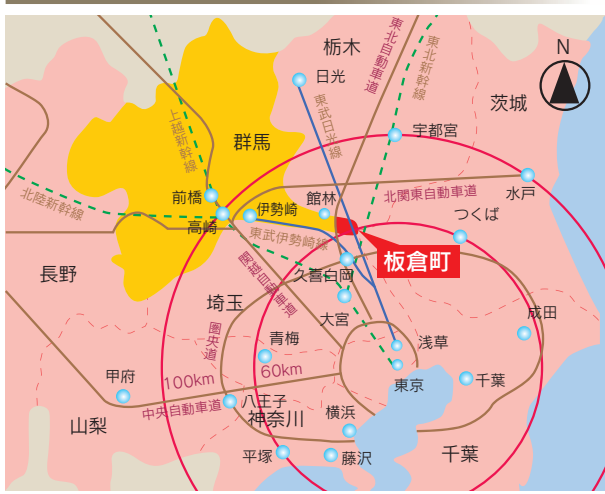 栃木
日光
東北自動車道
東北新幹線
N
茨城
上越新幹線
群馬
東武日光線
宇都宮
北陸新幹線
前橋
高崎
伊勢崎
館林
北関東自動車道
水戸
つくば
東武伊勢崎線
板倉町
長野
関越自動車道
久喜白岡
埼玉
大宮
圏央道
青梅
浅草
成田
甲府
100km
60km
東京
千葉
中央自動車道
八王子
山梨
神奈川
横浜
千葉
平塚
藤沢